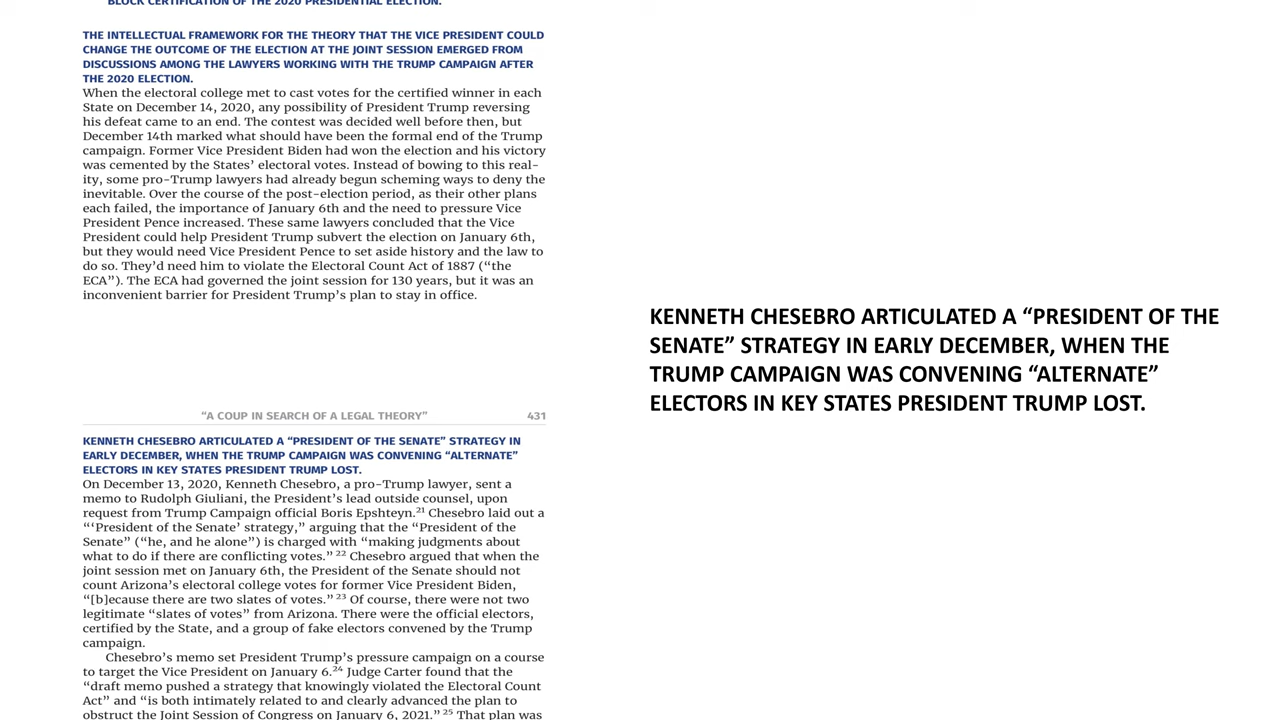 BLOCK CERTIFICATION OF THE 2020 PRESIDENTIAL ELECTION.
THE INTELLECTUAL FRAMEWORK FOR THE THEORY THAT THE VICE PRESIDENT COULD
CHANGE THE OUTCOME OF THE ELECTION AT THE JOINT SESSION EMERGED FROM
DISCUSSIONS AMONG THE LAWYERS WORKING WITH THE TRUMP CAMPAIGN AFTER
THE 2020 ELECTION.
When the electoral college met to cast votes for the certified winner in each
State on December 14, 2020, any possibility of President Trump reversing
his defeat came to an end. The contest was decided well before then, but
December 14th marked what should have been the formal end of the Trump
campaign. Former Vice President Biden had won the election and his victory
was cemented by the States’ electoral votes. Instead of bowing to this real-
ity, some pro-Trump lawyers had already begun scheming ways to deny the
inevitable. Over the course of the post-election period, as their other plans
each failed, the importance of January 6th and the need to pressure Vice
President Pence increased. These same lawyers concluded that the Vice
President could help President Trump subvert the election on January 6th,
but they would need Vice President Pence to set aside history and the law to
do so. They’d need him to violate the Electoral Count Act of 1887 (“the
ECA”). The ECA had governed the joint session for 130 years, but it was an
inconvenient barrier for President Trump’s plan to stay in office.
“A COUP IN SEARCH OF A LEGAL THEORY” 431
KENNETH CHESEBRO ARTICULATED A “PRESIDENT OF THE SENATE” STRATEGY IN
EARLY DECEMBER, WHEN THE TRUMP CAMPAIGN WAS CONVENING “ALTERNATE”
ELECTORS IN KEY STATES PRESIDENT TRUMP LOST.
On December 13, 2020, Kenneth Chesebro, a pro-Trump lawyer, sent a
memo to Rudolph Giuliani, the President’s lead outside counsel, upon
request from Trump Campaign official Boris Epshteyn.²¹ Chesebro laid out a
“‘President of the Senate’ strategy,” arguing that the “President of the
Senate” (“he, and he alone”) is charged with “making judgments about
what to do if there are conflicting votes.” ²² Chesebro argued that when the
joint session met on January 6th, the President of the Senate should not
count Arizona’s electoral college votes for former Vice President Biden,
“[b]ecause there are two slates of votes.” ²³ Of course, there were not two
legitimate “slates of votes” from Arizona. There were the official electors,
certified by the State, and a group of fake electors convened by the Trump
campaign.
Chesebro’s memo set President Trump’s pressure campaign on a course
to target the Vice President on January 6.²⁴ Judge Carter found that the
“draft memo pushed a strategy that knowingly violated the Electoral Count
Act” and “is both intimately related to and clearly advanced the plan to
obstruct the Joint Session of Congress on January 6, 2021.” ²⁵ That plan was
KENNETH CHESEBRO ARTICULATED A “PRESIDENT OF THE
SENATE” STRATEGY IN EARLY DECEMBER, WHEN THE
TRUMP CAMPAIGN WAS CONVENING “ALTERNATE”
ELECTORS IN KEY STATES PRESIDENT TRUMP LOST.